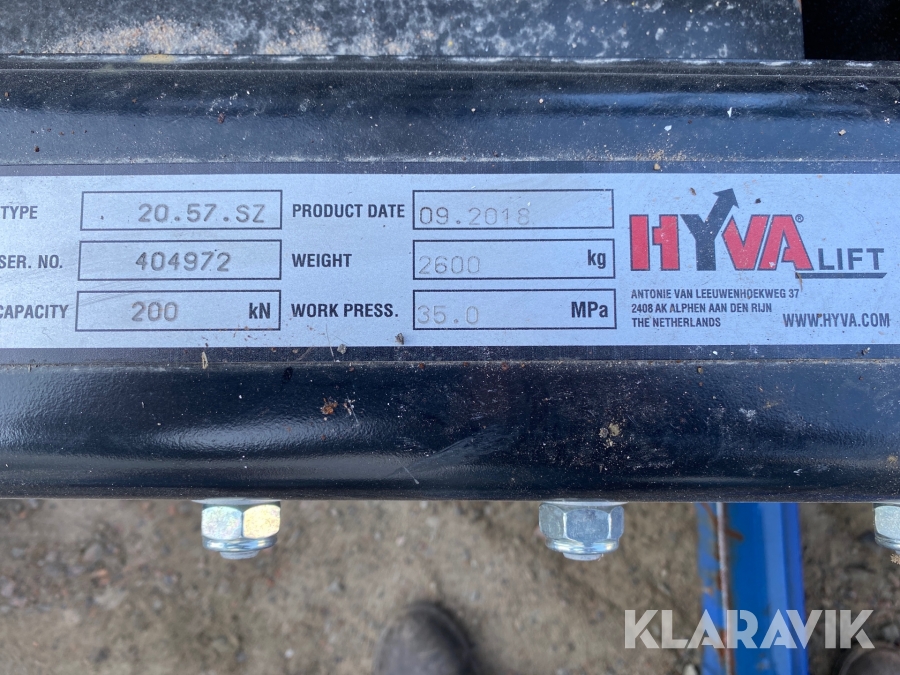 TYPE 20.57.SZ PRODUCT DATE 09.2018
SER. NO. 404972 WEIGHT 2600 kg
CAPACITY 200 kN WORK PRESS. 35.0 MPa
HYVA® LIFT
ANTONIE VAN LEEUWENHOEKWEG 37
2408 AK ALPHEN AAN DEN RIJN
THE NETHERLANDS WWW.HYVA.COM
KLARAVIK